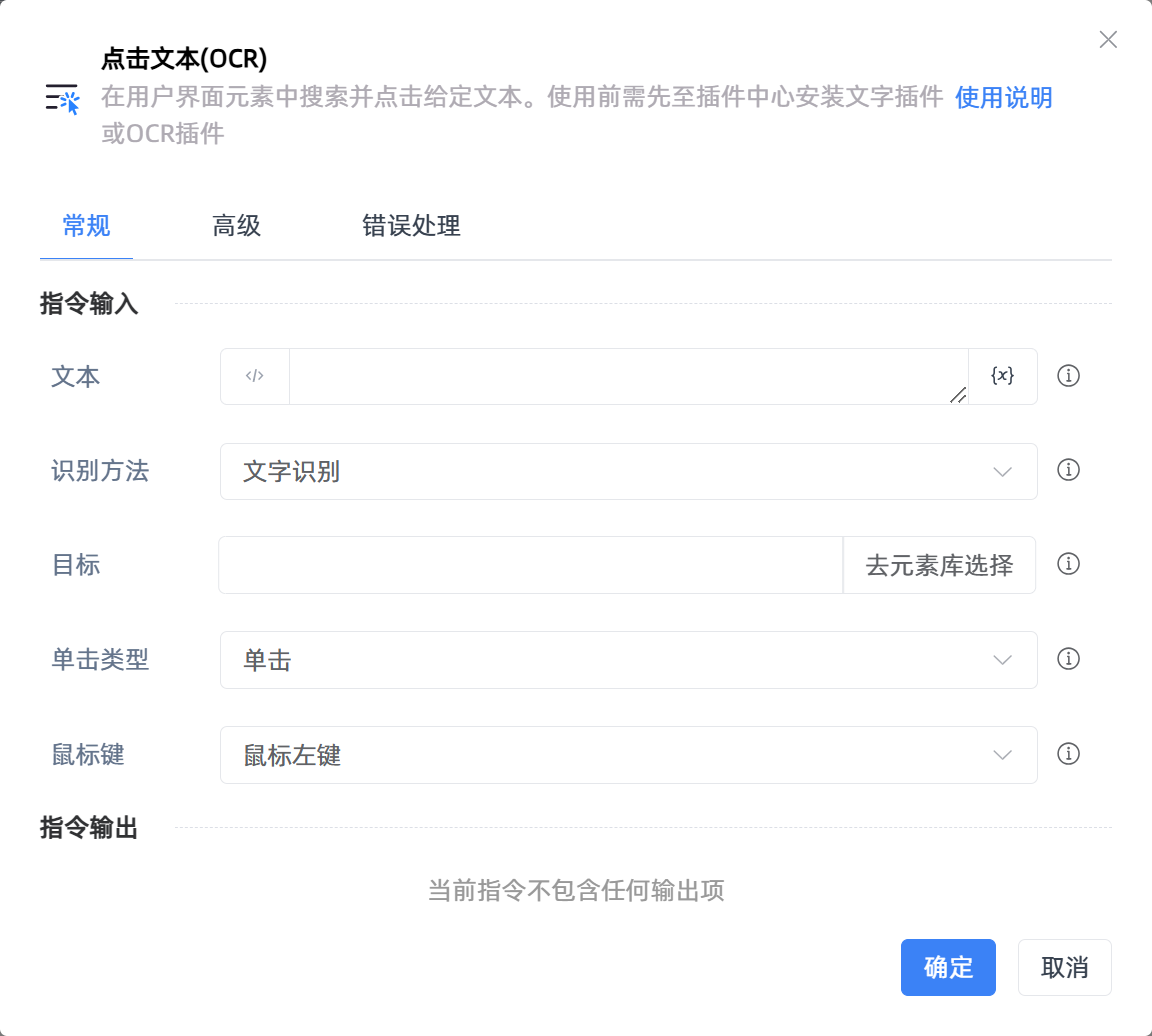 点击文本(OCR)
在用户界面元素中搜索并点击给定文本。使用前需先至插件中心安装文字插件 使用说明
或OCR插件
常规 高级 错误处理
指令输入
文本 </> {x}
识别方法 文字识别
目标 去元素库选择
单击类型 单击
鼠标键 鼠标左键
指令输出
当前指令不包含任何输出项
确定 取消